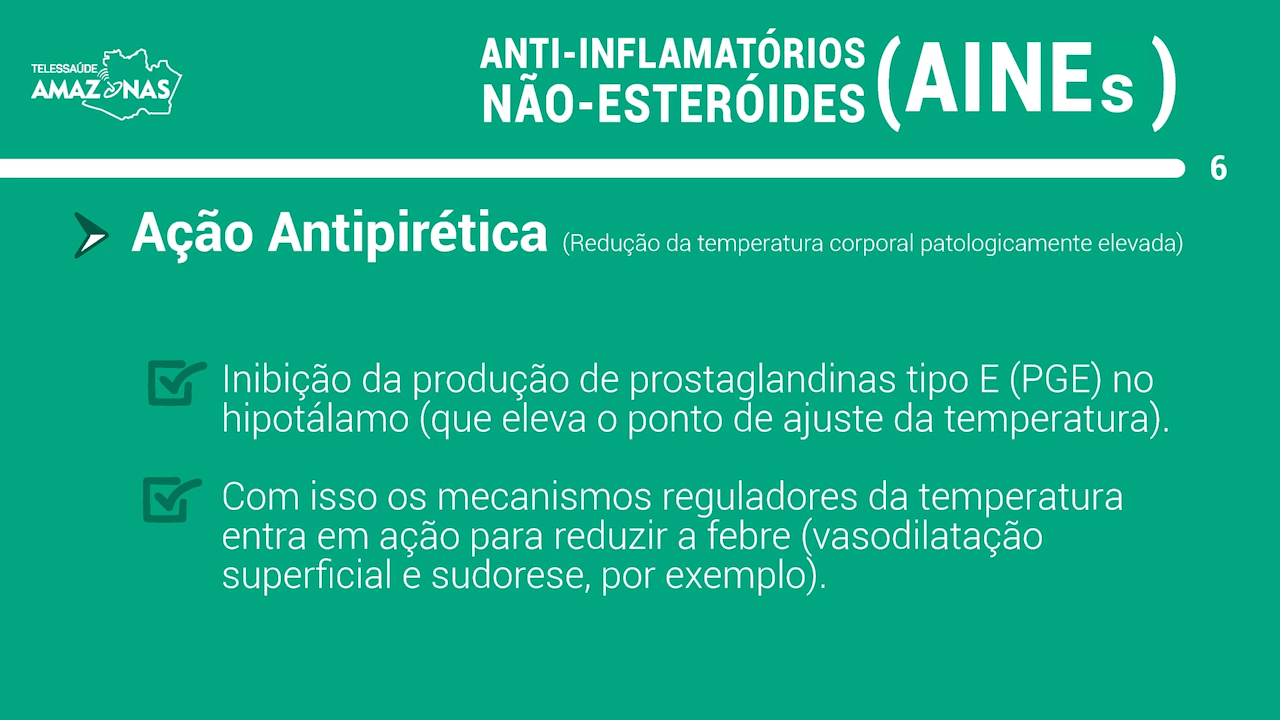 TELESSAÚDE
AMAZONAS
ANTI-INFLAMATÓRIOS
NÃO-ESTERÓIDES (AINEs)
6
Ação Antipirética (Redução da temperatura corporal patologicamente elevada)
Inibição da produção de prostaglandinas tipo E (PGE) no
hipotálamo (que eleva o ponto de ajuste da temperatura).
Com isso os mecanismos reguladores da temperatura
entra em ação para reduzir a febre (vasodilatação
superficial e sudorese, por exemplo).